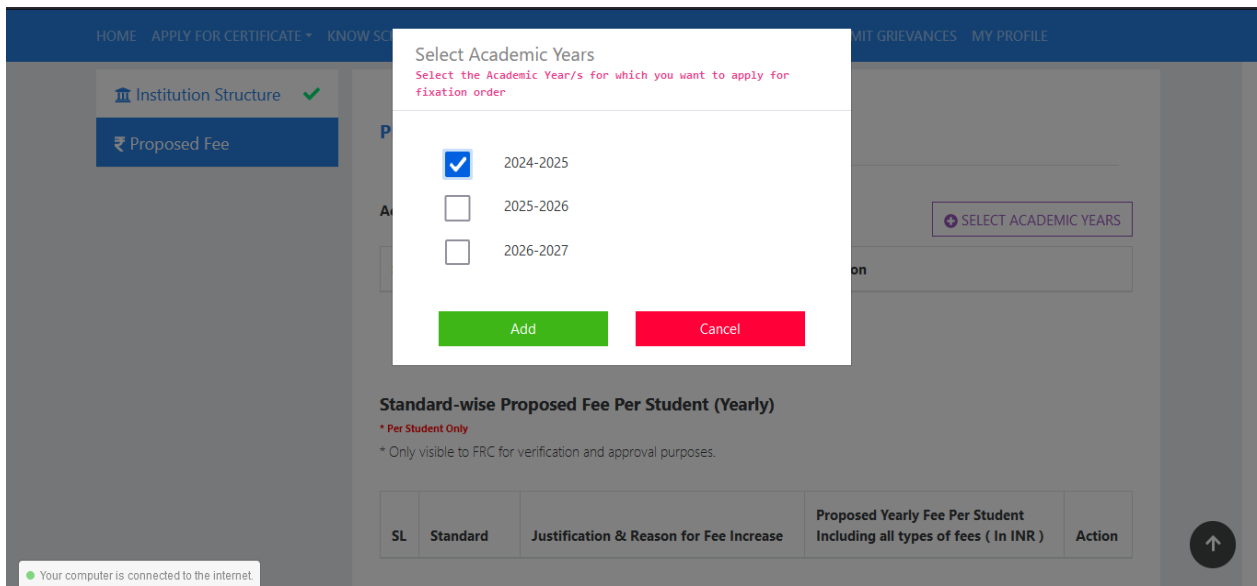 HOME APPLY FOR CERTIFICATE KNOW SC MIT GRIEVANCES MY PROFILE
Select Academic Years
Select the Academic Year/s for which you want to apply for
fixation order
Institution Structure
₹ Proposed Fee
P
2024-2025
2025-2026
2026-2027
SELECT ACADEMIC YEARS
on
Add Cancel
Standard-wise Proposed Fee Per Student (Yearly)
* Per Student Only
* Only visible to FRC for verification and approval purposes.
SL Standard Justification & Reason for Fee Increase Proposed Yearly Fee Per Student
Including all types of fees ( In INR ) Action
Your computer is connected to the internet.